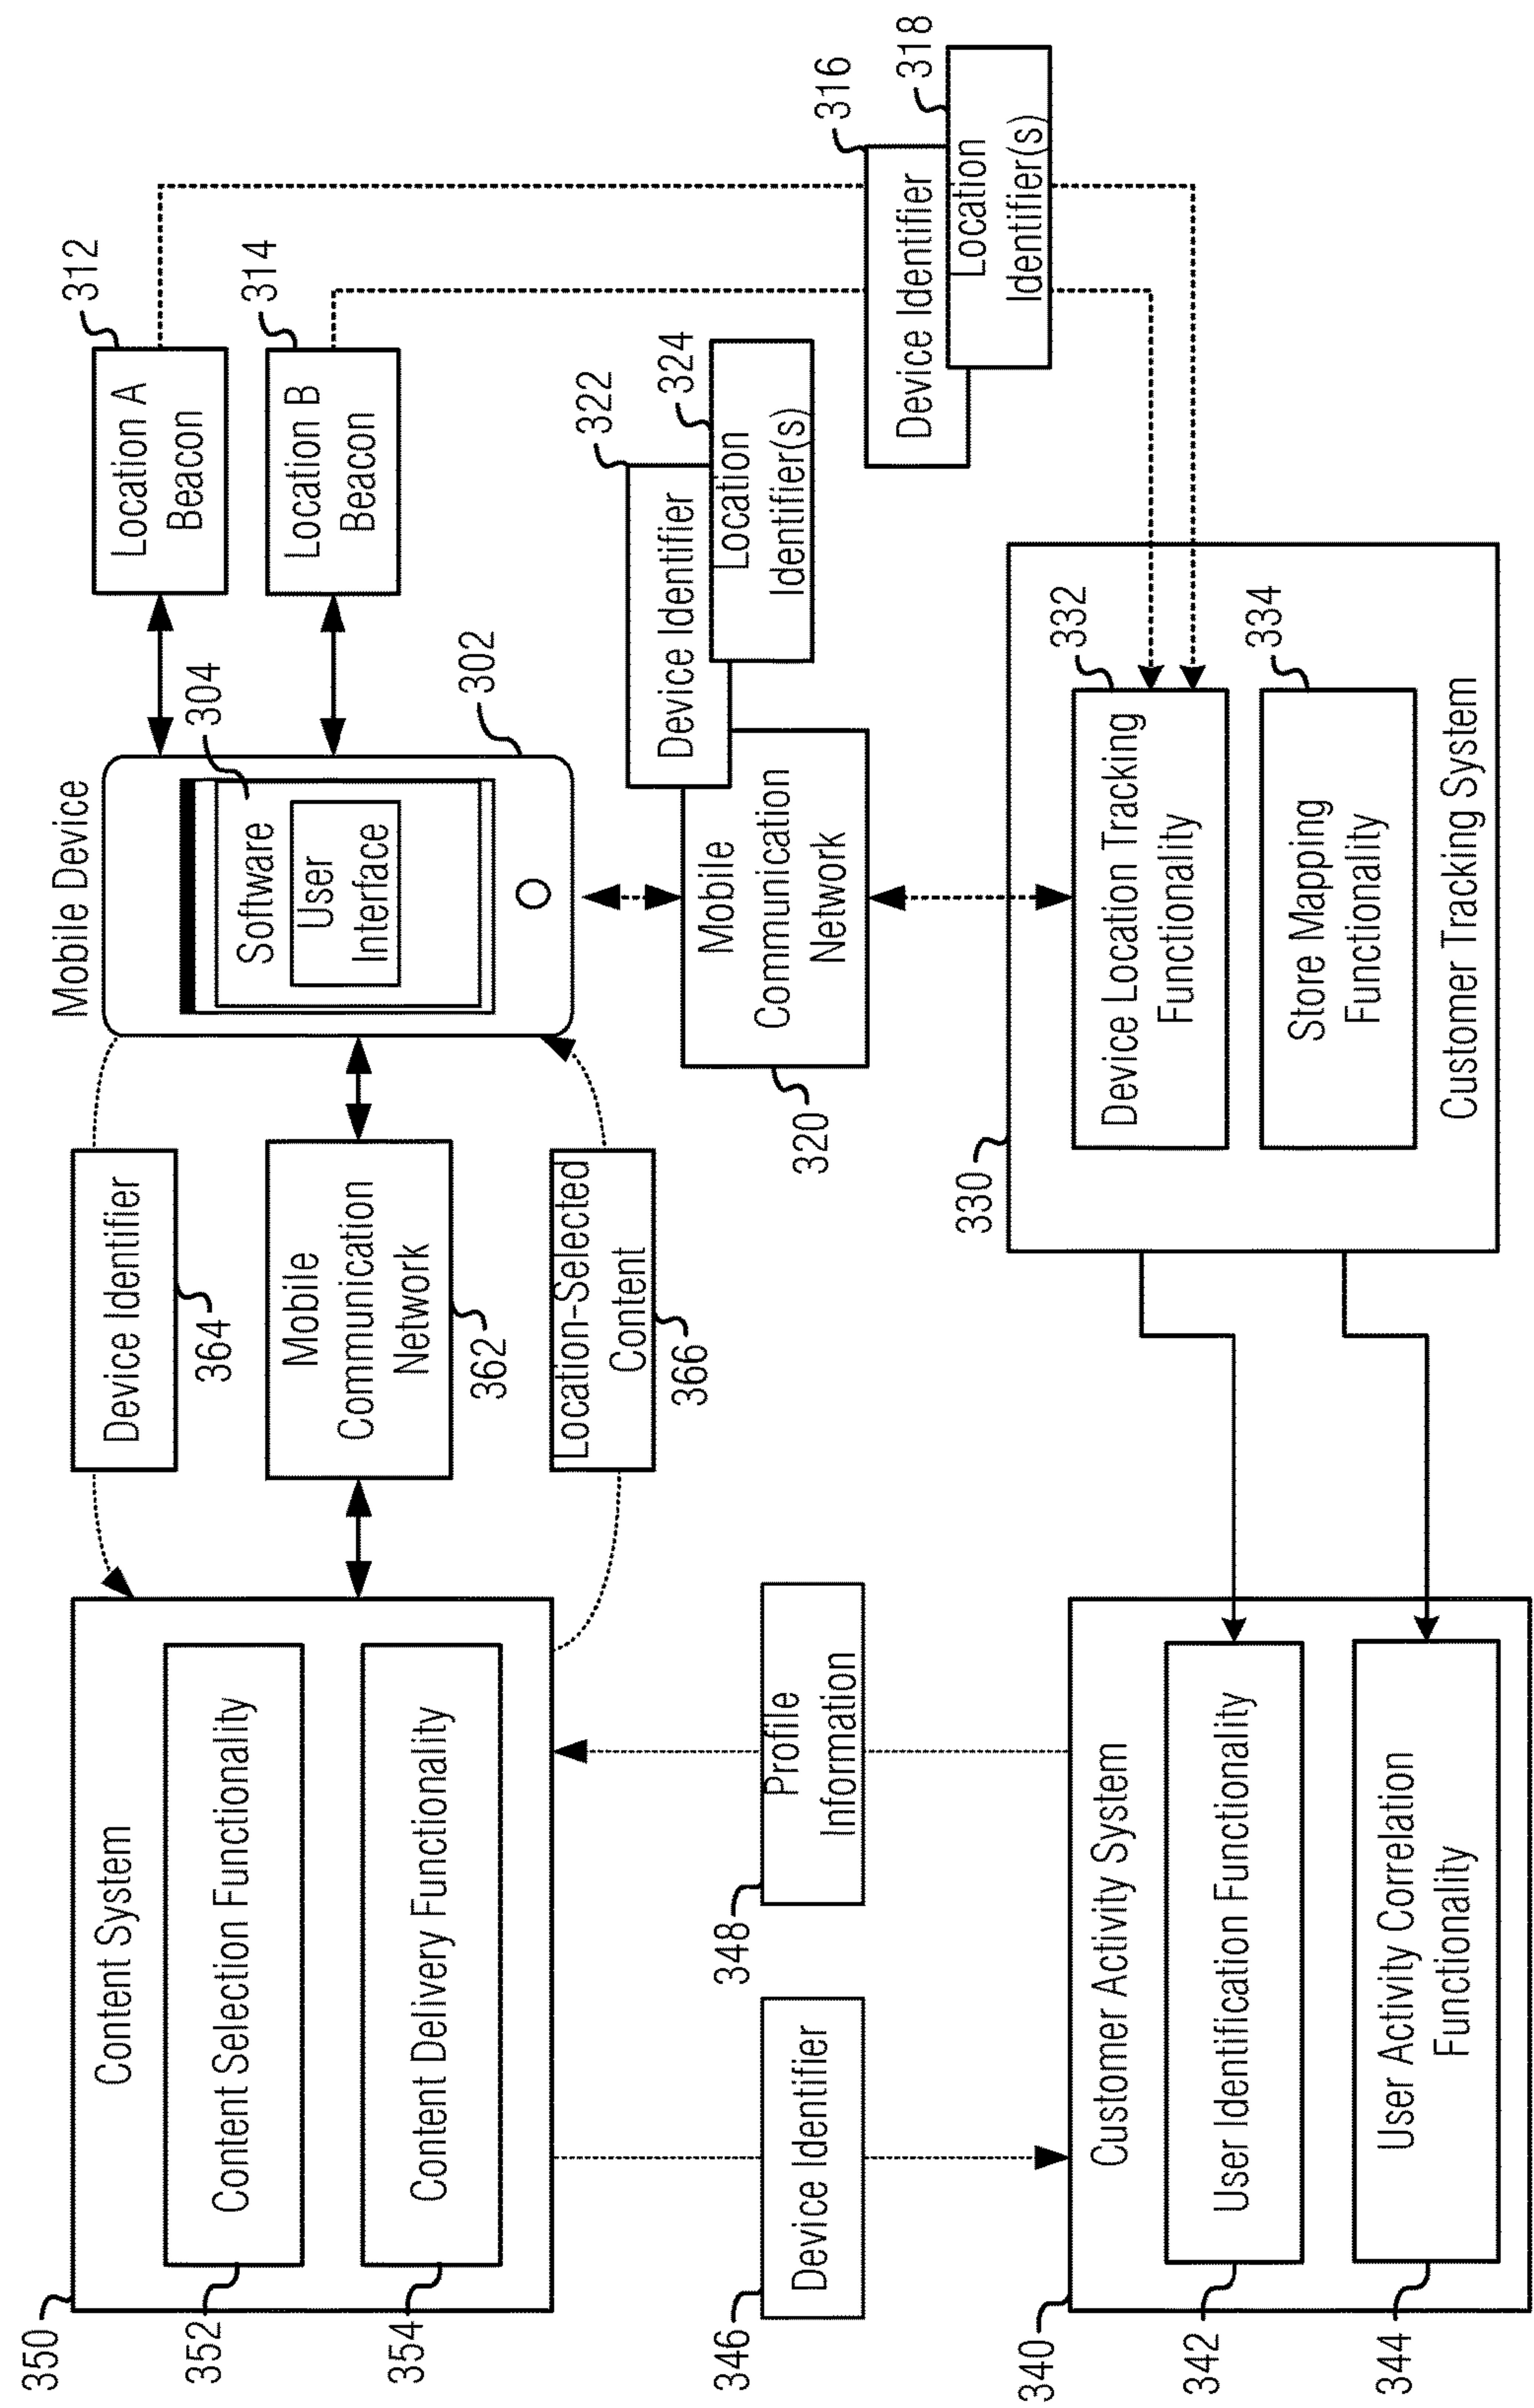 350
Content System
352
Content Selection Functionality
354
Content Delivery Functionality
Device Identifier
364
Mobile
Communication
Network
362
Location-Selected
Content
366
Mobile Device
304
Software
User
Interface
302
Location A
Beacon
312
Location B
Beacon
314
346
Device Identifier
348
Profile
Information
320
Mobile
Communication
Network
Device Identifier
322
Location
Identifier(s)
324
Device Identifier
316
Location
Identifier(s)
318
340
Customer Activity System
342
User Identification Functionality
344
User Activity Correlation
Functionality
330
Device Location Tracking
Functionality
332
Store Mapping
Functionality
334
Customer Tracking System